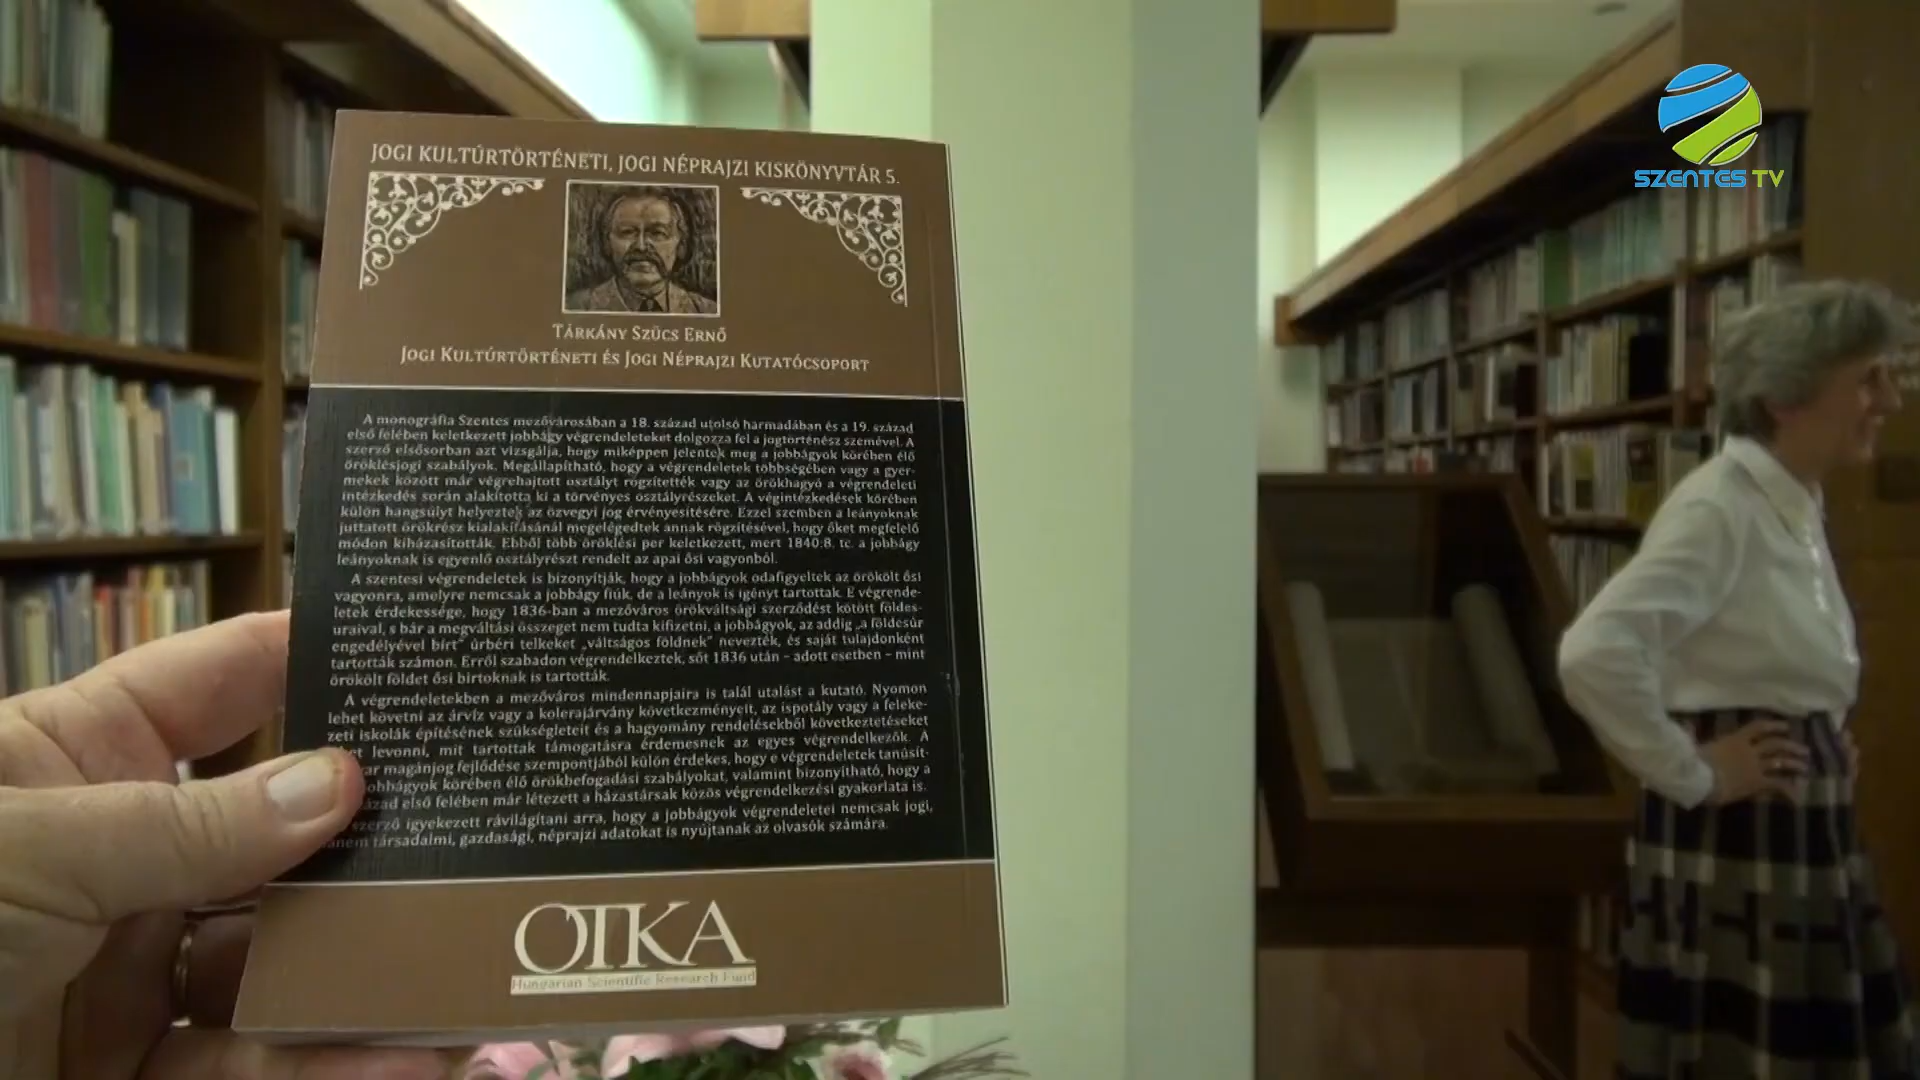 JOGI KULTÚRTÖRTÉNETI, JOGI NÉPRAJZI KISKÖNYVTÁR 5.
TÁRKÁNY SZÜCS ERNŐ
JOGI KULTÚRTÖRTÉNETI ÉS JOGI NÉPRAJZI KUTATÓCSOPORT
A monográfia Szentes mezővárosában a 18. század utolsó harmadában és a 19. század
első felében keletkezett jobbágy végrendeleteket dolgozza fel a jogtörténész szemével. A
szerző elsősorban azt vizsgálja, hogy miképpen jelentek meg a jobbágyok körében élő
öröklésjogi szabályok. Megállapítható, hogy a végrendeletek többségében vagy a gyer-
mekek között már végrehajtott osztályt rögzítették vagy az örökhagyó a végrendeleti
intézkedés során alakította ki a törvényes osztályrészeket. A végintézkedések körében
külön hangsúlyt helyeztek az özvegyi jog érvényesítésére. Ezzel szemben a leányoknak
juttatott örökrész kialakításánál megelégedtek annak rögzítésével, hogy őket megfelelő
módon kiházasították. Ebből több öröklési per keletkezett, mert 1840:8. tc. a jobbágy
leányoknak is egyenlő osztályrészt rendelt az apai ősi vagyonból.
A szentesi végrendeletek is bizonyítják, hogy a jobbágyok odafigyeltek az örökölt ősi
vagyonra, amelyre nemcsak a jobbágy fiúk, de a leányok is igényt tartottak. E végrende-
letek érdekessége, hogy 1836-ban a mezőváros örökváltsági szerződést kötött földes-
uraival, s bár a megváltási összeget nem tudta kifizetni, a jobbágyok, az addig „a földesúr
engedélyével bírt" úrbéri telkeket „váltságos földnek" nevezték, és saját tulajdonként
tartották számon. Erről szabadon végrendelkeztek, sőt 1836 után – adott esetben – mint
örökölt földet ősi birtoknak is tartották.
A végrendeletekben a mezőváros mindennapjaira is talál utalást a kutató. Nyomon
lehet követni az árvíz vagy a kolerajárvány következményeit, az ispotály vagy a feleke-
zeti iskolák építésének szükségleteit és a hagyomány rendelésekből következtetéseket
levonni, mit tartottak támogatásra érdemesnek az egyes végrendelkezők. A
magánjog fejlődése szempontjából külön érdekes, hogy e végrendeletek tanúsít-
jobbágyok körében élő örökbefogadási szabályokat, valamint bizonyítható, hogy a
század első felében már létezett a házastársak közös végrendelkezési gyakorlata is.
szerző igyekezett rávilágítani arra, hogy a jobbágyok végrendeletei nemcsak jogi,
hanem társadalmi, gazdasági, néprajzi adatokat is nyújtanak az olvasók számára.
OTKA
Hungarian Scientific Research Fund
SZENTES TV